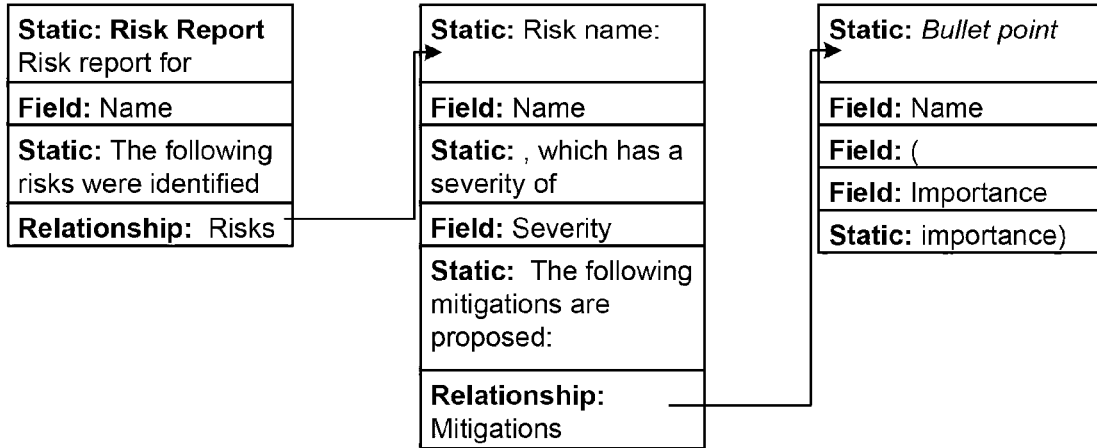 Static: Risk Report
Risk report for
Field: Name
Static: The following
risks were identified
Relationship: Risks
Static: Risk name:
Field: Name
Static: , which has a
severity of
Field: Severity
Static: The following
mitigations are
proposed:
Relationship:
Mitigations
Static: Bullet point
Field: Name
Field: (
Field: Importance
Static: importance)